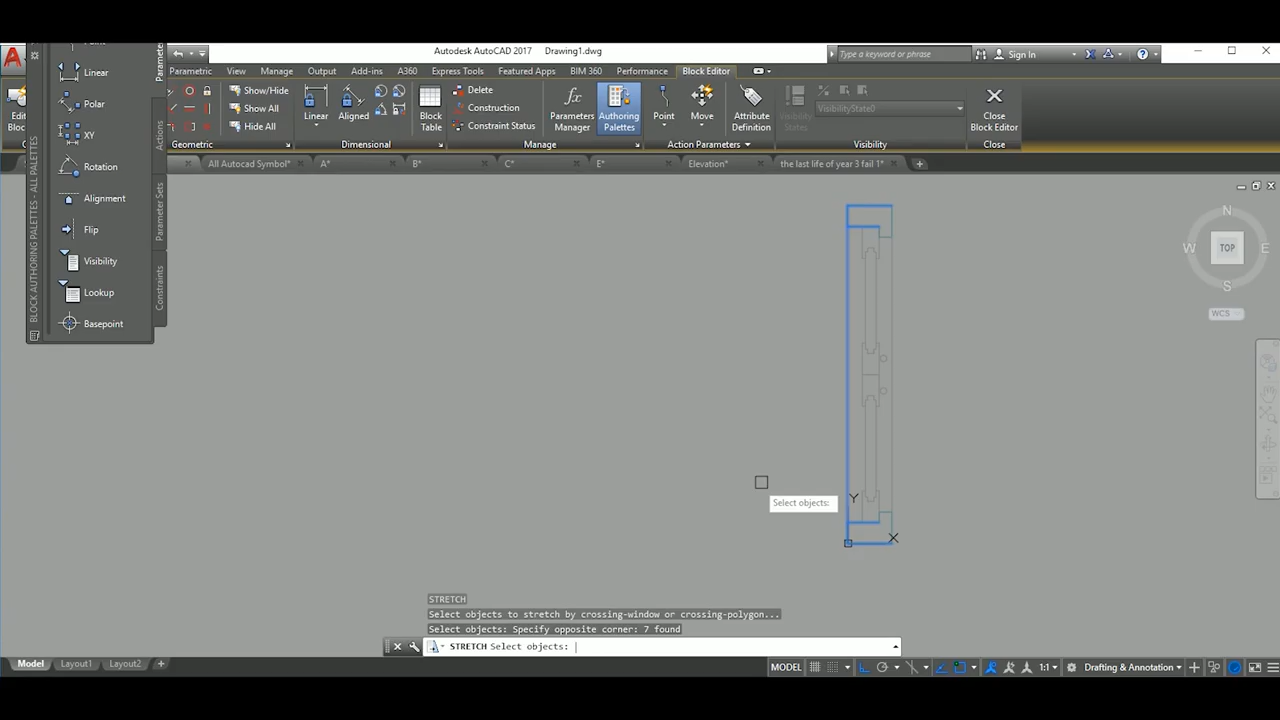 Autodesk AutoCAD 2017 Drawing1.dwg
Type a keyword or phrase
Sign In
Parametric View Manage Output Add-ins A360 Express Tools Featured Apps BIM 360 Performance Block Editor
Show/Hide
Show All
Hide All
Geometric
Linear
Aligned
Dimensional
Block
Table
Delete
Construction
Constraint Status
Manage
Parameters
Manager
Authoring
Palettes
Point
Move
Action Parameters
Attribute
Definition
Visibility
States
VisibilityState0
Visibility
Close
Block Editor
Close
All Autocad Symbol* A* B* C* E* Elevation* the last life of year 3 fail 1*
BLOCK AUTHORING PALETTES - ALL PALETTES
Linear
Polar
XY
Rotation
Alignment
Flip
Visibility
Lookup
Basepoint
Actions
Parameter Sets
Constraints
N
W TOP E
S
WCS
Y
X
Select objects:
STRETCH
Select objects to stretch by crossing-window or crossing-polygon...
Select objects: Specify opposite corner: 7 found
STRETCH Select objects:
Model Layout1 Layout2 +
MODEL 1:1 Drafting & Annotation